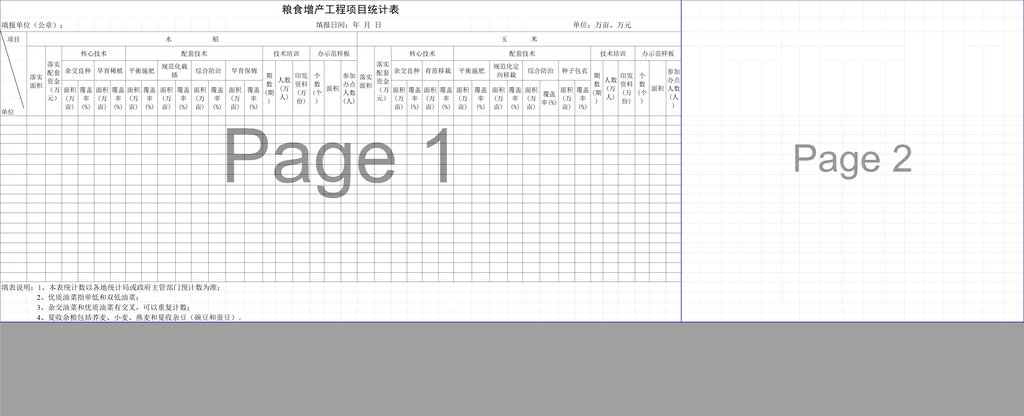 粮食增产工程项目统计表
填报单位（公章）： 填报日间：年 月 日 单位：万亩、万元
项目 水 稻 玉 米
核心技术 配套技术 技术培训 办示范样板 核心技术 配套技术 技术培训 办示范样板
单位 落实面积 落实配套资金（万元） 杂交良种 旱育稀植 平衡施肥 规范化栽插 综合防治 旱育保姆 期数（期） 人数（万人） 印发资料（万份） 个数（个） 面积 参加办点人数（人） 落实面积 落实配套资金（万元） 杂交良种 育苗移栽 平衡施肥 规范化定向移栽 综合防治 种子包衣 期数（期） 人数（万人） 印发资料（万份） 个数（个） 面积 参加办点人数（人）
面积（万亩） 覆盖率(%) 面积（万亩） 覆盖率(%) 面积（万亩） 覆盖率(%) 面积（万亩） 覆盖率(%) 面积（万亩） 覆盖率(%) 面积（万亩） 覆盖率(%) 面积（万亩） 覆盖率(%) 面积（万亩） 覆盖率(%) 面积（万亩） 覆盖率(%) 面积（万亩） 覆盖率(%) 面积（万亩） 覆盖率(%) 面积（万亩） 覆盖率(%)
Page 1 Page 2
填表说明：1、本表统计数以各地统计局或政府主管部门预计数为准；
2、优质油菜指单低和双低油菜；
3、杂交油菜和优质油菜有交叉，可以重复计数；
4、夏收杂粮包括荞麦、小麦、燕麦和夏收杂豆（豌豆和蚕豆）。